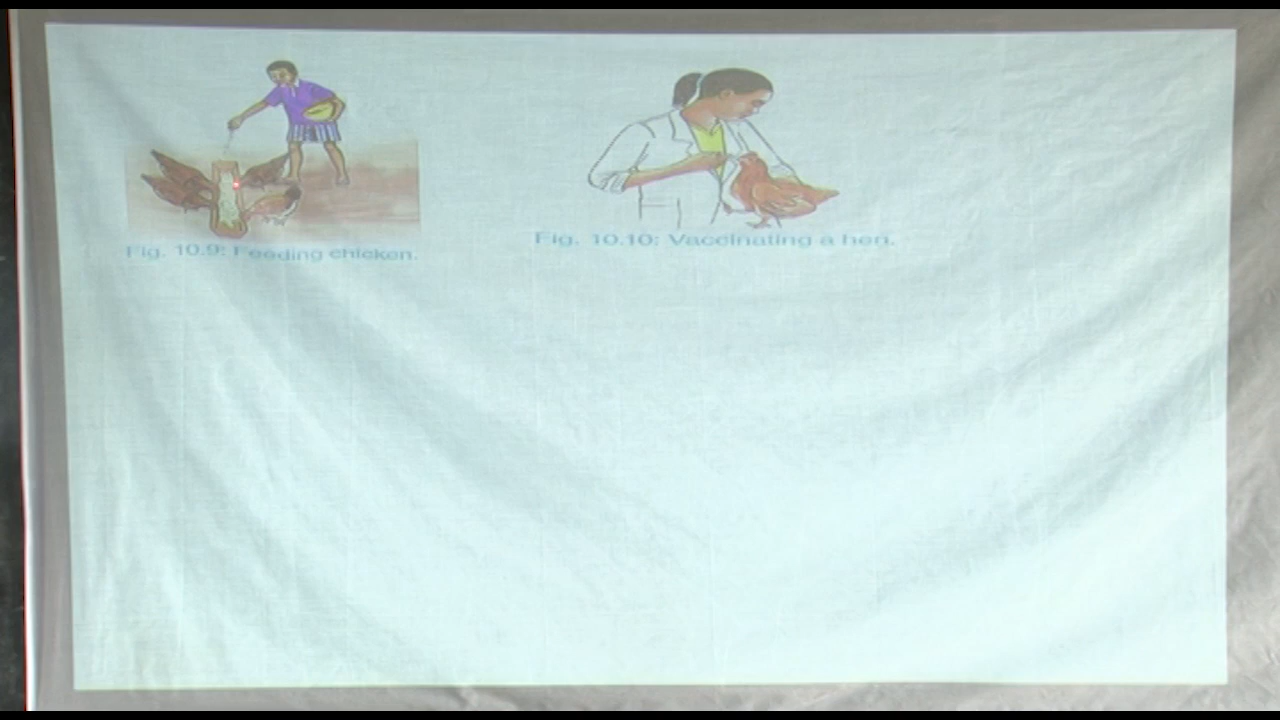 Fig. 10.9: Feeding chicken.
Fig. 10.10: Vaccinating a hen.